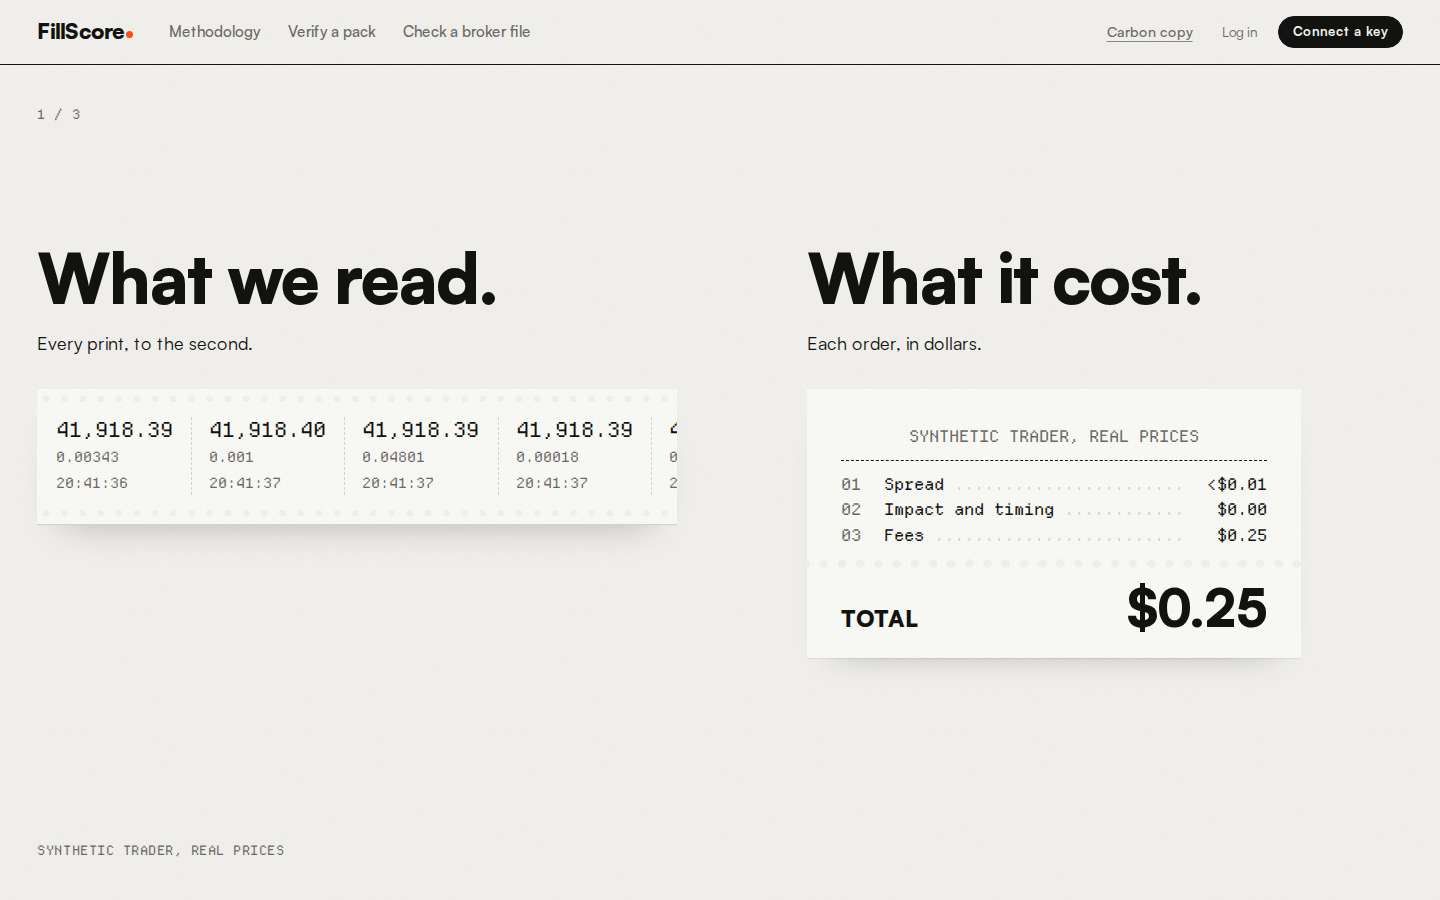 FillScore.
Methodology
Verify a pack
Check a broker file
Carbon copy
Log in
Connect a key
1 / 3
What we read.
Every print, to the second.
41,918.39 41,918.40 41,918.39 41,918.39 4
0.00343 0.001 0.04801 0.00018 0
20:41:36 20:41:37 20:41:37 20:41:37 2
What it cost.
Each order, in dollars.
SYNTHETIC TRADER, REAL PRICES
01 Spread ....................... <$0.01
02 Impact and timing ............ $0.00
03 Fees ......................... $0.25
TOTAL $0.25
SYNTHETIC TRADER, REAL PRICES